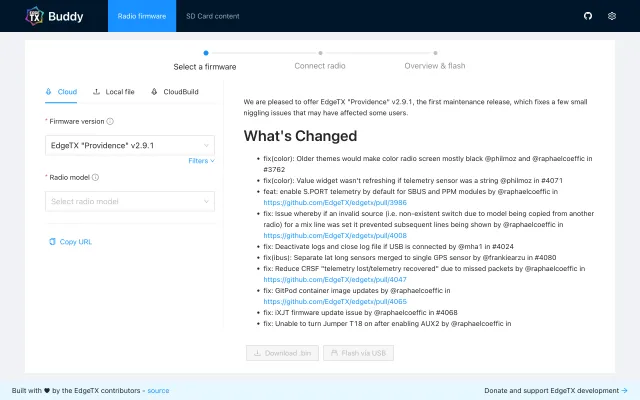 EDGE TX Buddy
Radio firmware
SD Card content
Select a firmware
Connect radio
Overview & flash
Cloud
Local file
CloudBuild
* Firmware version
EdgeTX "Providence" v2.9.1
Filters
* Radio model
Select radio model
Copy URL
We are pleased to offer EdgeTX "Providence" v2.9.1, the first maintenance release, which fixes a few small
niggling issues that may have affected some users.
What's Changed
• fix(color): Older themes would make color radio screen mostly black @philmoz and @raphaelcoeffic in
#3762
• fix(color): Value widget wasn't refreshing if telemetry sensor was a string @philmoz in #4071
• feat: enable S.PORT telemetry by default for SBUS and PPM modules by @raphaelcoeffic in
https://github.com/EdgeTX/edgetx/pull/3986
• fix: Issue whereby if an invalid source (i.e. non-existent switch due to model being copied from another
radio) for a mix line was set it prevented subsequent lines being shown by @raphaelcoeffic in
https://github.com/EdgeTX/edgetx/pull/4008
• fix: Deactivate logs and close log file if USB is connected by @mha1 in #4024
• fix(ibus): Separate lat long sensors merged to single GPS sensor by @frankiearzu in #4080
• fix: Reduce CRSF "telemetry lost/telemetry recovered" due to missed packets by @raphaelcoeffic in
https://github.com/EdgeTX/edgetx/pull/4047
• fix: GitPod container image updates by @raphaelcoeffic in
https://github.com/EdgeTX/edgetx/pull/4065
• fix: iXJT firmware update issue by @raphaelcoeffic in #4068
• fix: Unable to turn Jumper T18 on after enabling AUX2 by @raphaelcoeffic in
Download .bin
Flash via USB
Built with ♥ by the EdgeTX contributors - source
Donate and support EdgeTX development →